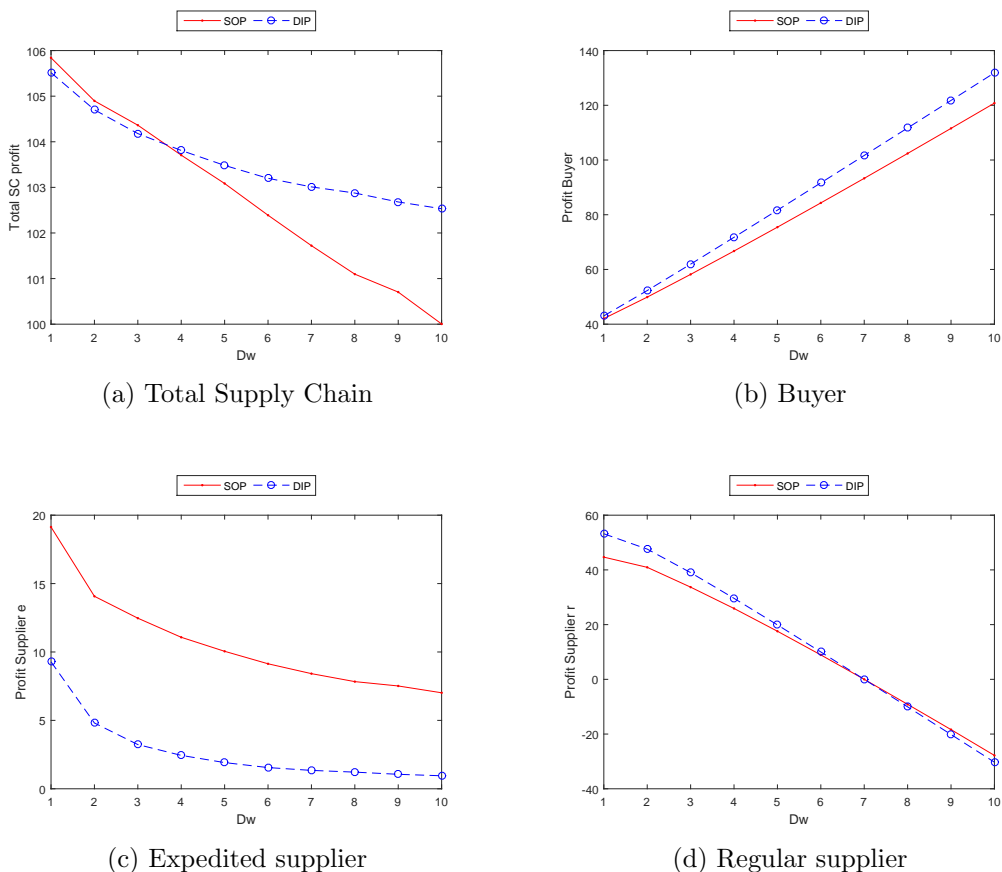 SOP DIP
106
105
104
103
102
101
100
Total SC profit
1 2 3 4 5 6 7 8 9 10
Dw
(a) Total Supply Chain
SOP DIP
140
120
100
80
60
40
Profit Buyer
1 2 3 4 5 6 7 8 9 10
Dw
(b) Buyer
SOP DIP
20
15
10
5
0
Profit Supplier e
1 2 3 4 5 6 7 8 9 10
Dw
(c) Expedited supplier
SOP DIP
60
40
20
0
-20
-40
Profit Supplier r
1 2 3 4 5 6 7 8 9 10
Dw
(d) Regular supplier